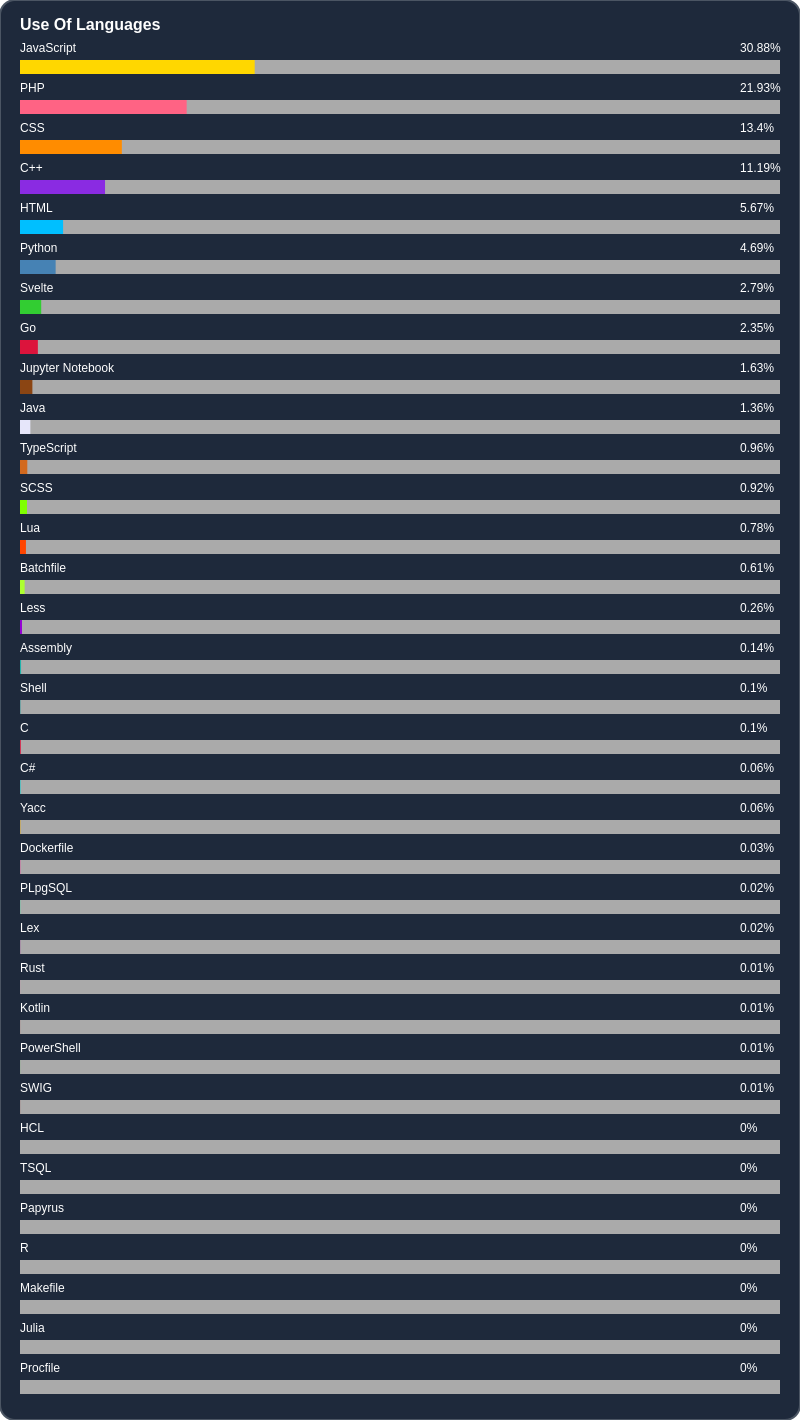 Use Of Languages
JavaScript 30.88%
PHP 21.93%
CSS 13.4%
C++ 11.19%
HTML 5.67%
Python 4.69%
Svelte 2.79%
Go 2.35%
Jupyter Notebook 1.63%
Java 1.36%
TypeScript 0.96%
SCSS 0.92%
Lua 0.78%
Batchfile 0.61%
Less 0.26%
Assembly 0.14%
Shell 0.1%
C 0.1%
C# 0.06%
Yacc 0.06%
Dockerfile 0.03%
PLpgSQL 0.02%
Lex 0.02%
Rust 0.01%
Kotlin 0.01%
PowerShell 0.01%
SWIG 0.01%
HCL 0%
TSQL 0%
Papyrus 0%
R 0%
Makefile 0%
Julia 0%
Procfile 0%